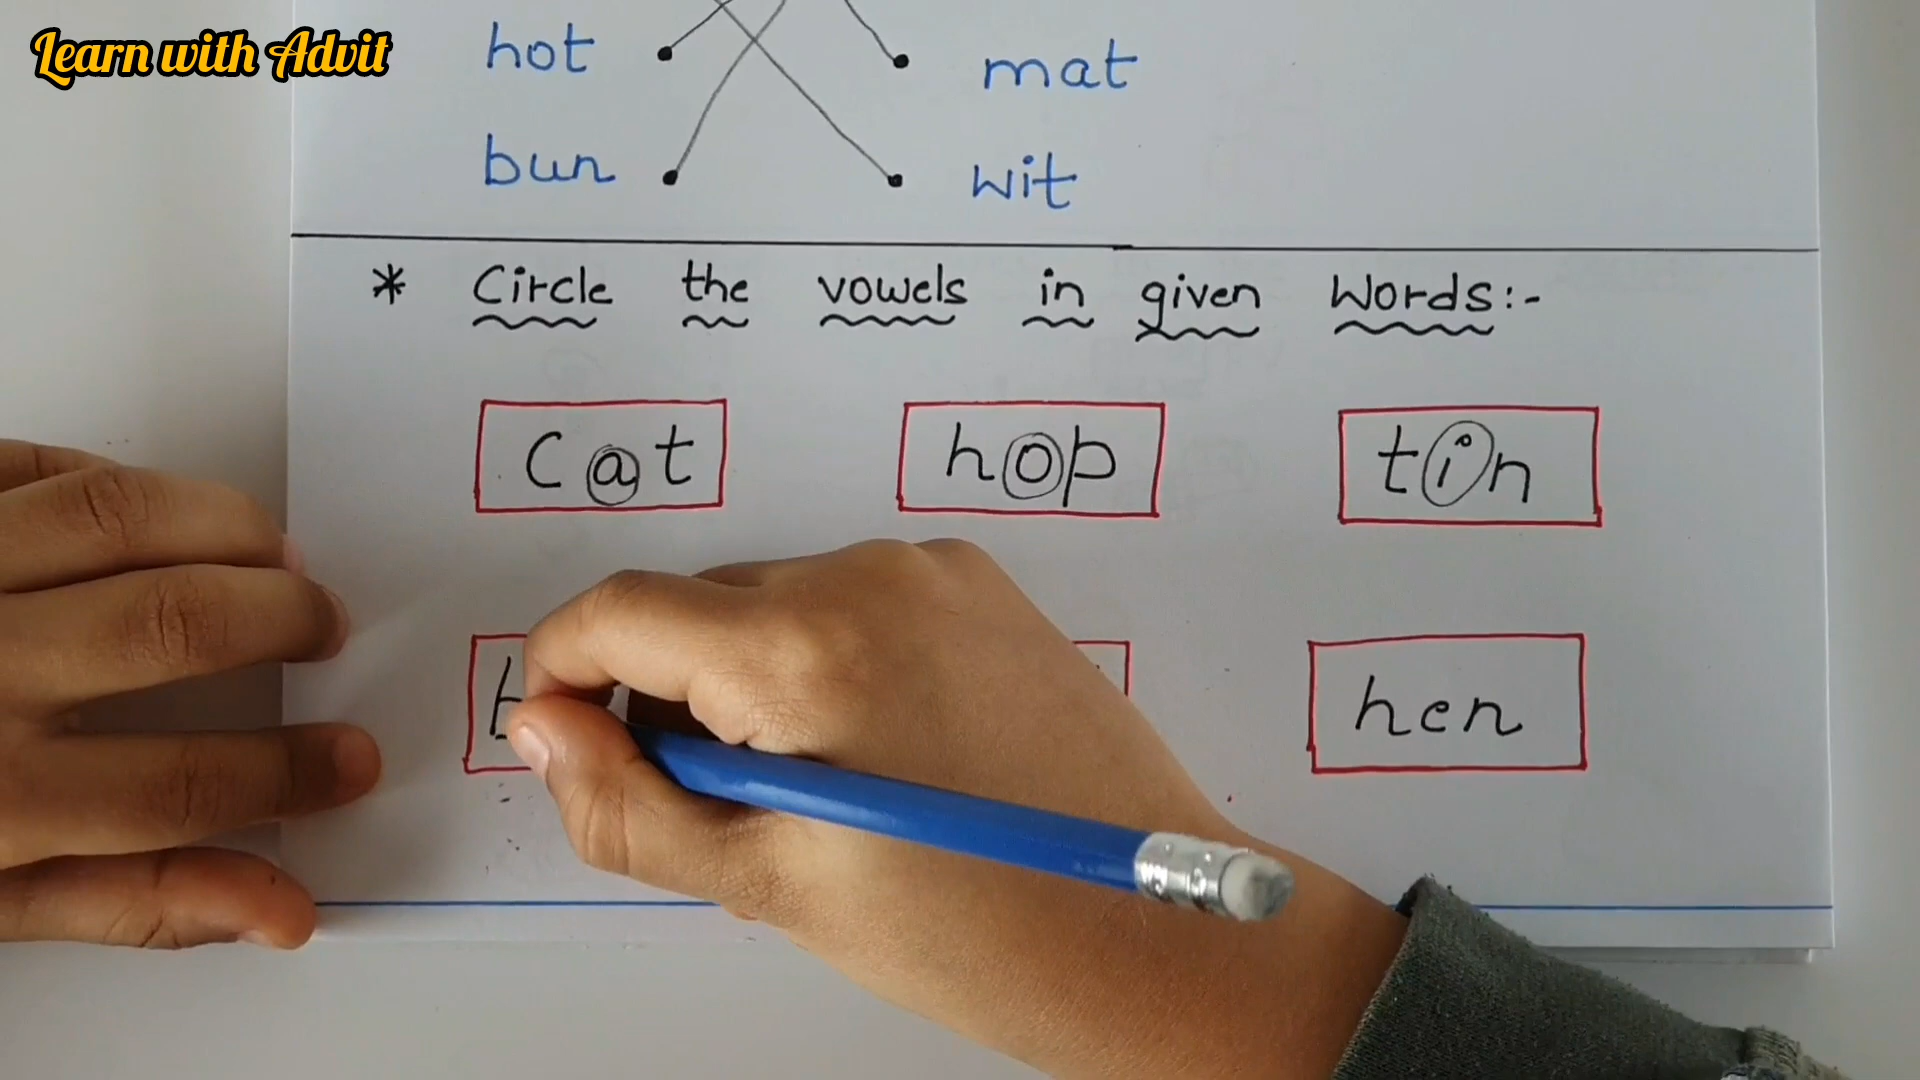 Learn with Advit
hot mat
bun wit
* Circle the vowels in given Words:-
cat hop tin
hen